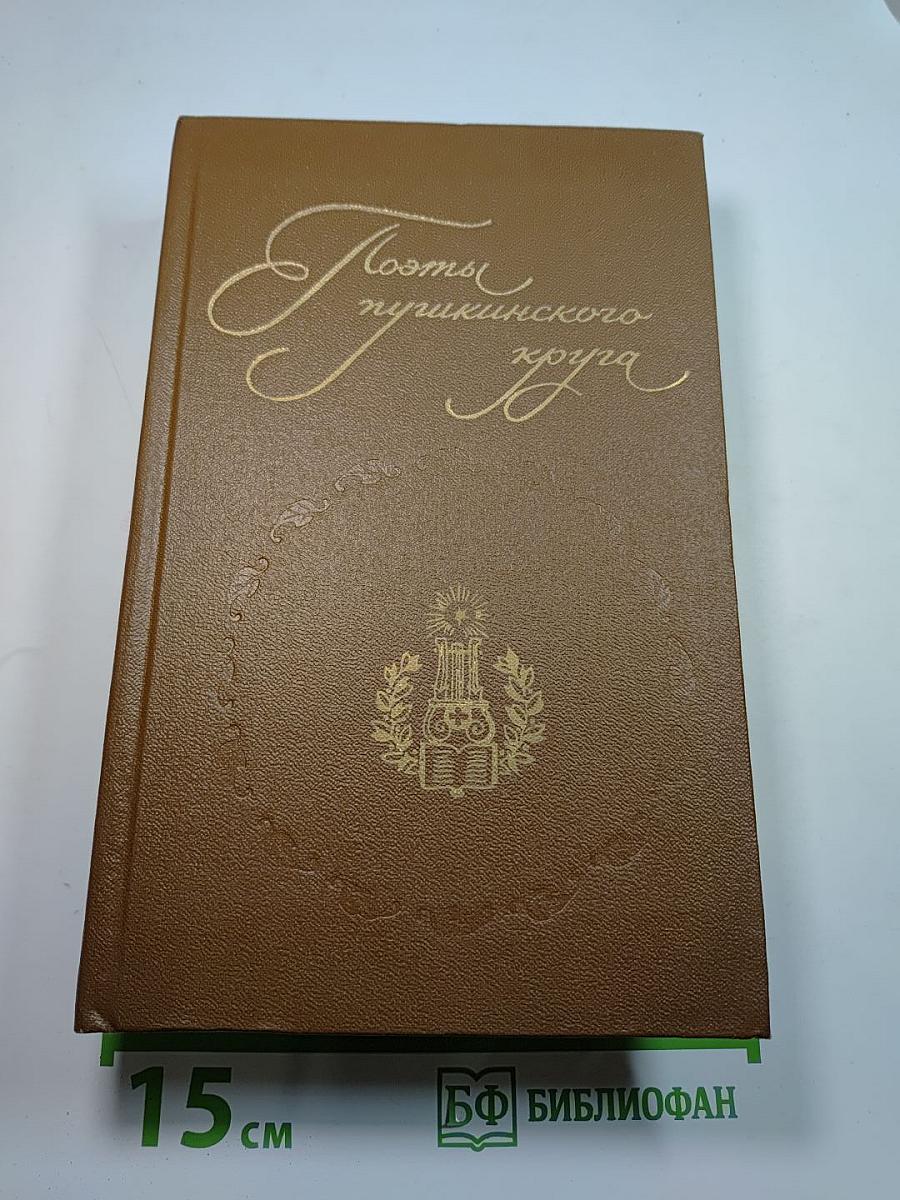 Поэты
пушкинского
круга
15 см
БФ БИБЛИОФАН